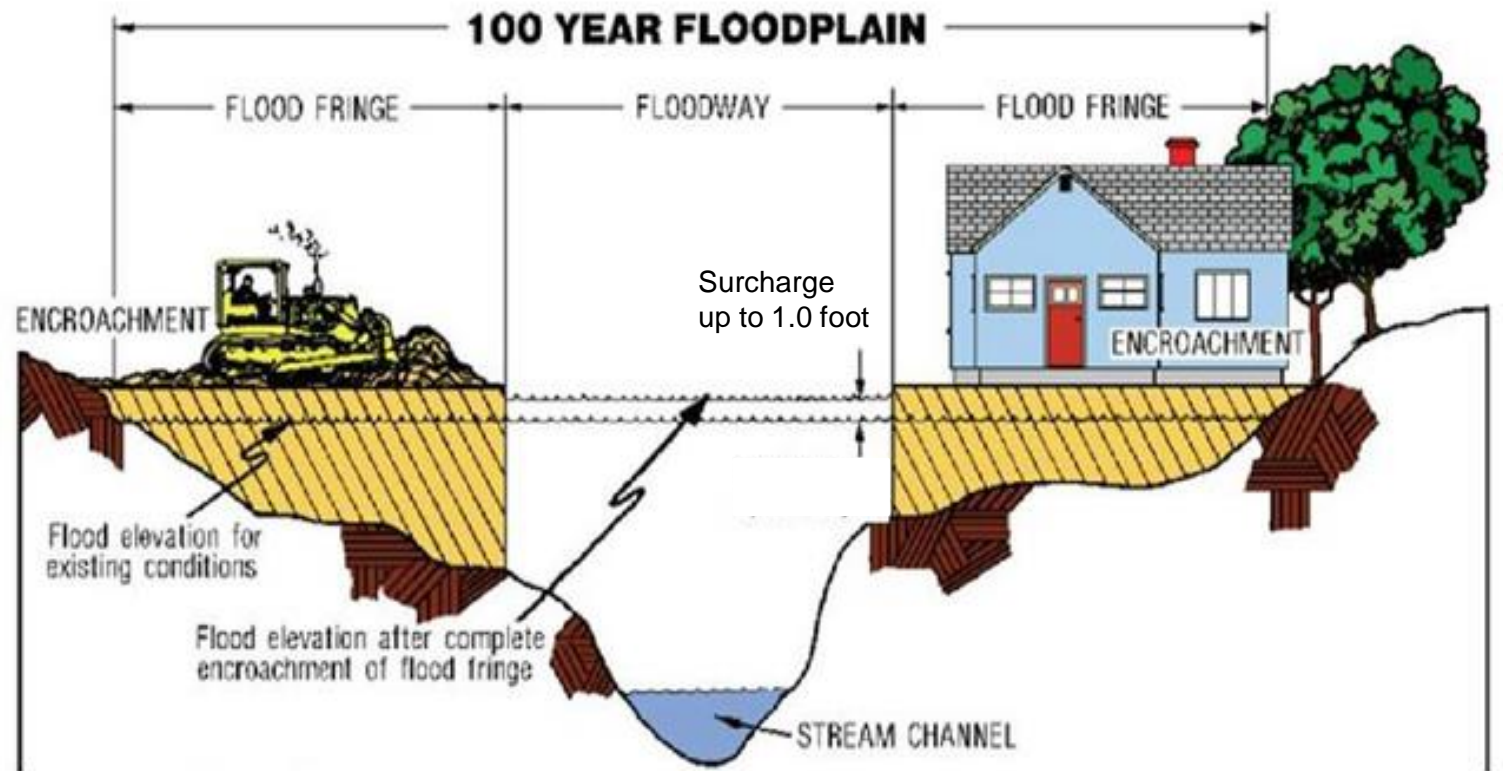 100 YEAR FLOODPLAIN
FLOOD FRINGE
FLOODWAY
FLOOD FRINGE
Surcharge
up to 1.0 foot
ENCROACHMENT
ENCROACHMENT
Flood elevation for
existing conditions
Flood elevation after complete
encroachment of flood fringe
STREAM CHANNEL